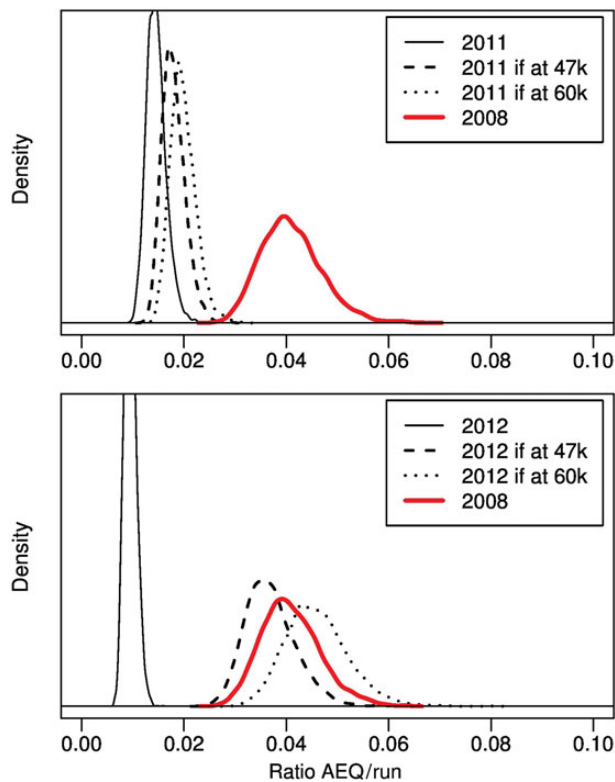 Density
2011
2011 if at 47k
2011 if at 60k
2008
0.00 0.02 0.04 0.06 0.08 0.10
Density
2012
2012 if at 47k
2012 if at 60k
2008
0.00 0.02 0.04 0.06 0.08 0.10
Ratio AEQ/run